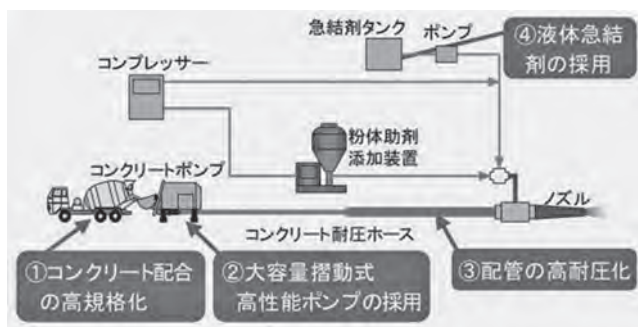 急結剤タンク
ポンプ
④液体急結
剤の採用
コンプレッサー
粉体助剤
添加装置
コンクリートポンプ
ノズル
コンクリート耐圧ホース
①コンクリート配合
の高規格化
②大容量摺動式
高性能ポンプの採用
③配管の高耐圧化